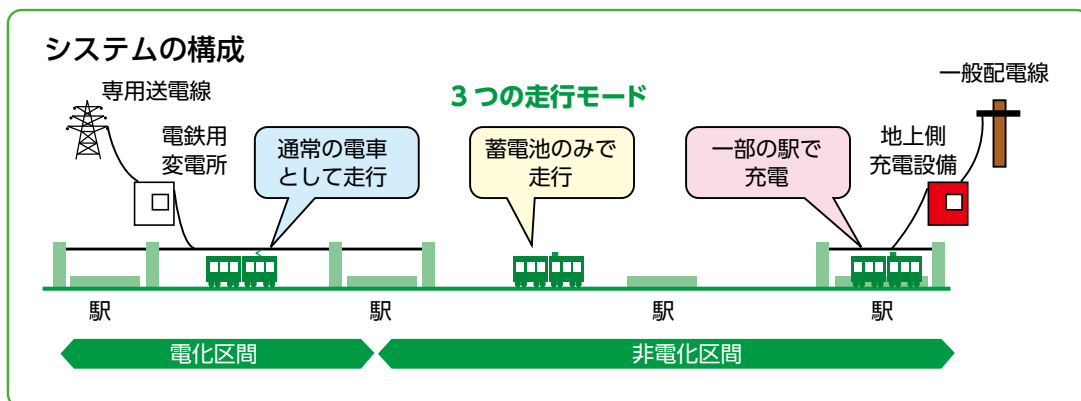 システムの構成
専用送電線
電鉄用
変電所
通常の電車
として走行
3つの走行モード
蓄電池のみで
走行
一部の駅で
充電
地上側
充電設備
一般配電線
駅
駅
駅
駅
電化区間
非電化区間